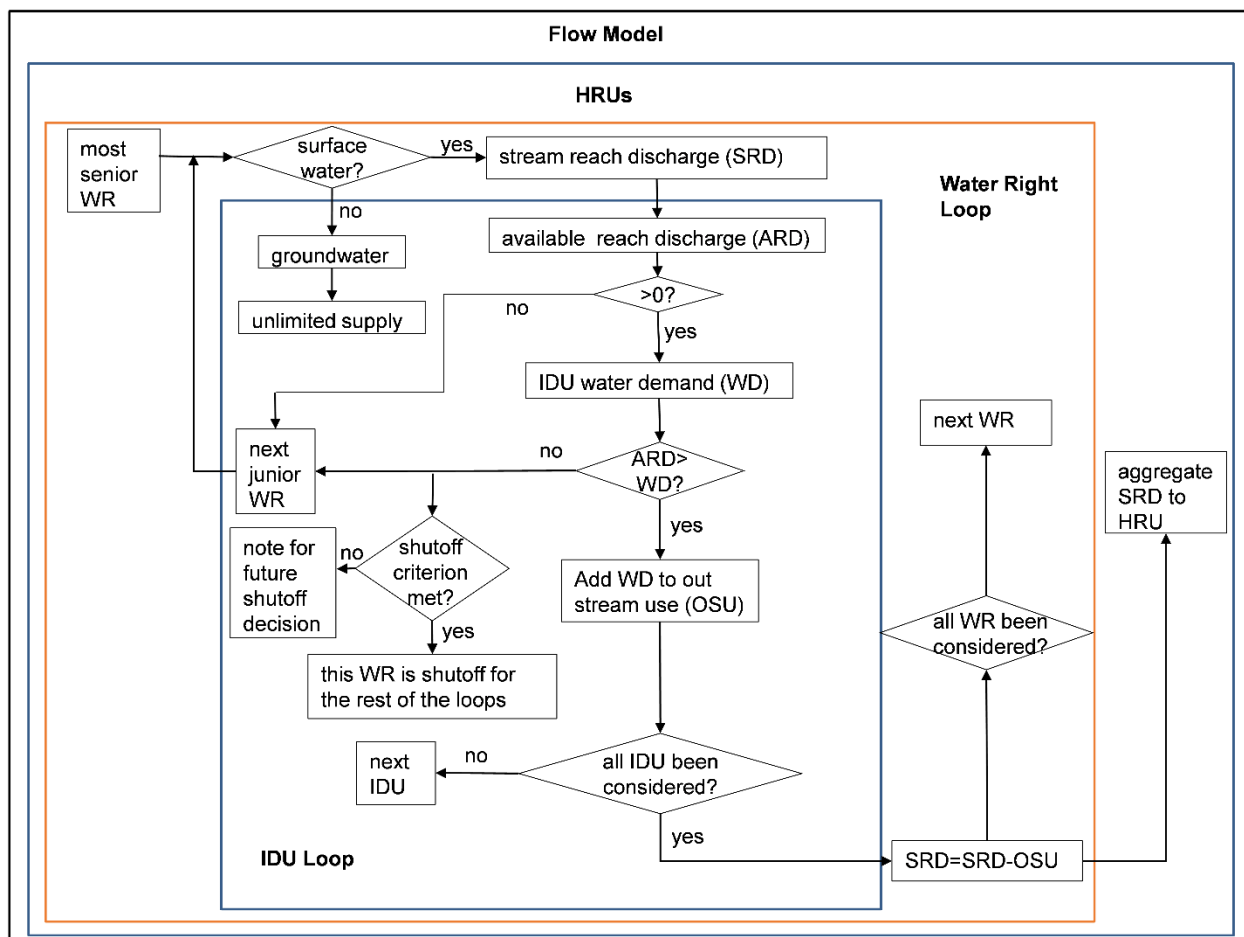 Flow Model
HRUs
most
senior
WR
surface
water?
yes
stream reach discharge (SRD)
Water Right
Loop
no
groundwater
unlimited supply
available reach discharge (ARD)
>0?
no
yes
IDU water demand (WD)
next
junior
WR
no
ARD>
WD?
yes
next WR
aggregate
SRD to
HRU
note for
future
shutoff
decision
no
shutoff
criterion
met?
yes
this WR is shutoff for
the rest of the loops
Add WD to out
stream use (OSU)
all WR been
considered?
next
IDU
no
all IDU been
considered?
yes
IDU Loop
SRD=SRD-OSU